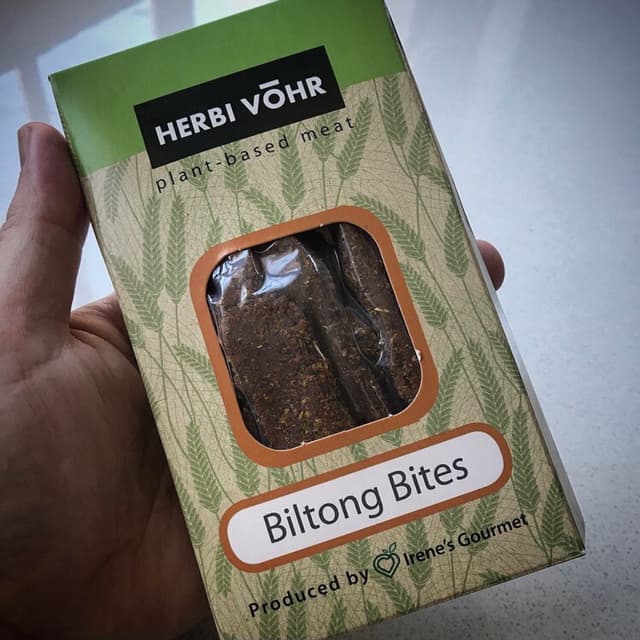 HERBI VŌHR
plant-based meat
Biltong Bites
Produced by Irene's Gourmet